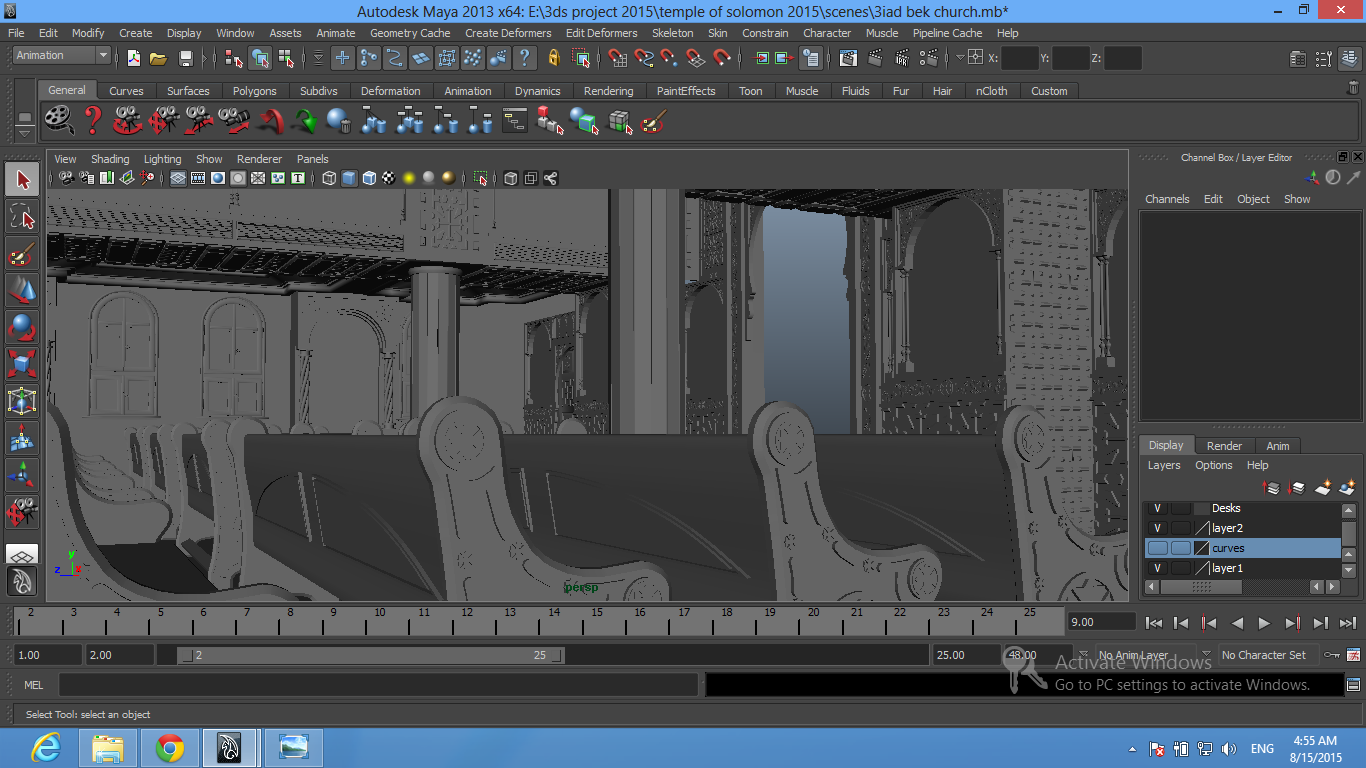 Autodesk Maya 2013 x64: E:\3ds project 2015\temple of solomon 2015\scenes\3iad bek church.mb*
File Edit Modify Create Display Window Assets Animate Geometry Cache Create Deformers Edit Deformers Skeleton Skin Constrain Character Muscle Pipeline Cache Help
Animation X: Y: Z:
General Curves Surfaces Polygons Subdivs Deformation Animation Dynamics Rendering PaintEffects Toon Muscle Fluids Fur Hair nCloth Custom
View Shading Lighting Show Renderer Panels
Channel Box / Layer Editor
Channels Edit Object Show
Display Render Anim
Layers Options Help
V Desks
V layer2
curves
V layer1
y
z x
persp
2 3 4 5 6 7 8 9 10 11 12 13 14 15 16 17 18 19 20 21 22 23 24 25
9.00
1.00 2.00 2 25 25.00 48.00 No Anim Layer No Character Set
Activate Windows
Go to PC settings to activate Windows.
MEL
Select Tool: select an object
ENG
4:55 AM
8/15/2015